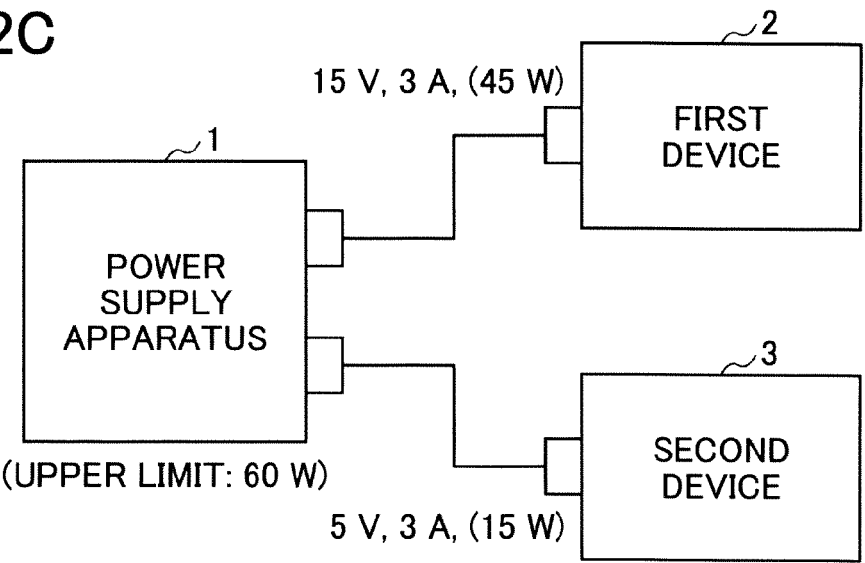 2C
2
15 V, 3 A, (45 W)
FIRST
DEVICE
1
POWER
SUPPLY
APPARATUS
(UPPER LIMIT: 60 W)
3
SECOND
DEVICE
5 V, 3 A, (15 W)